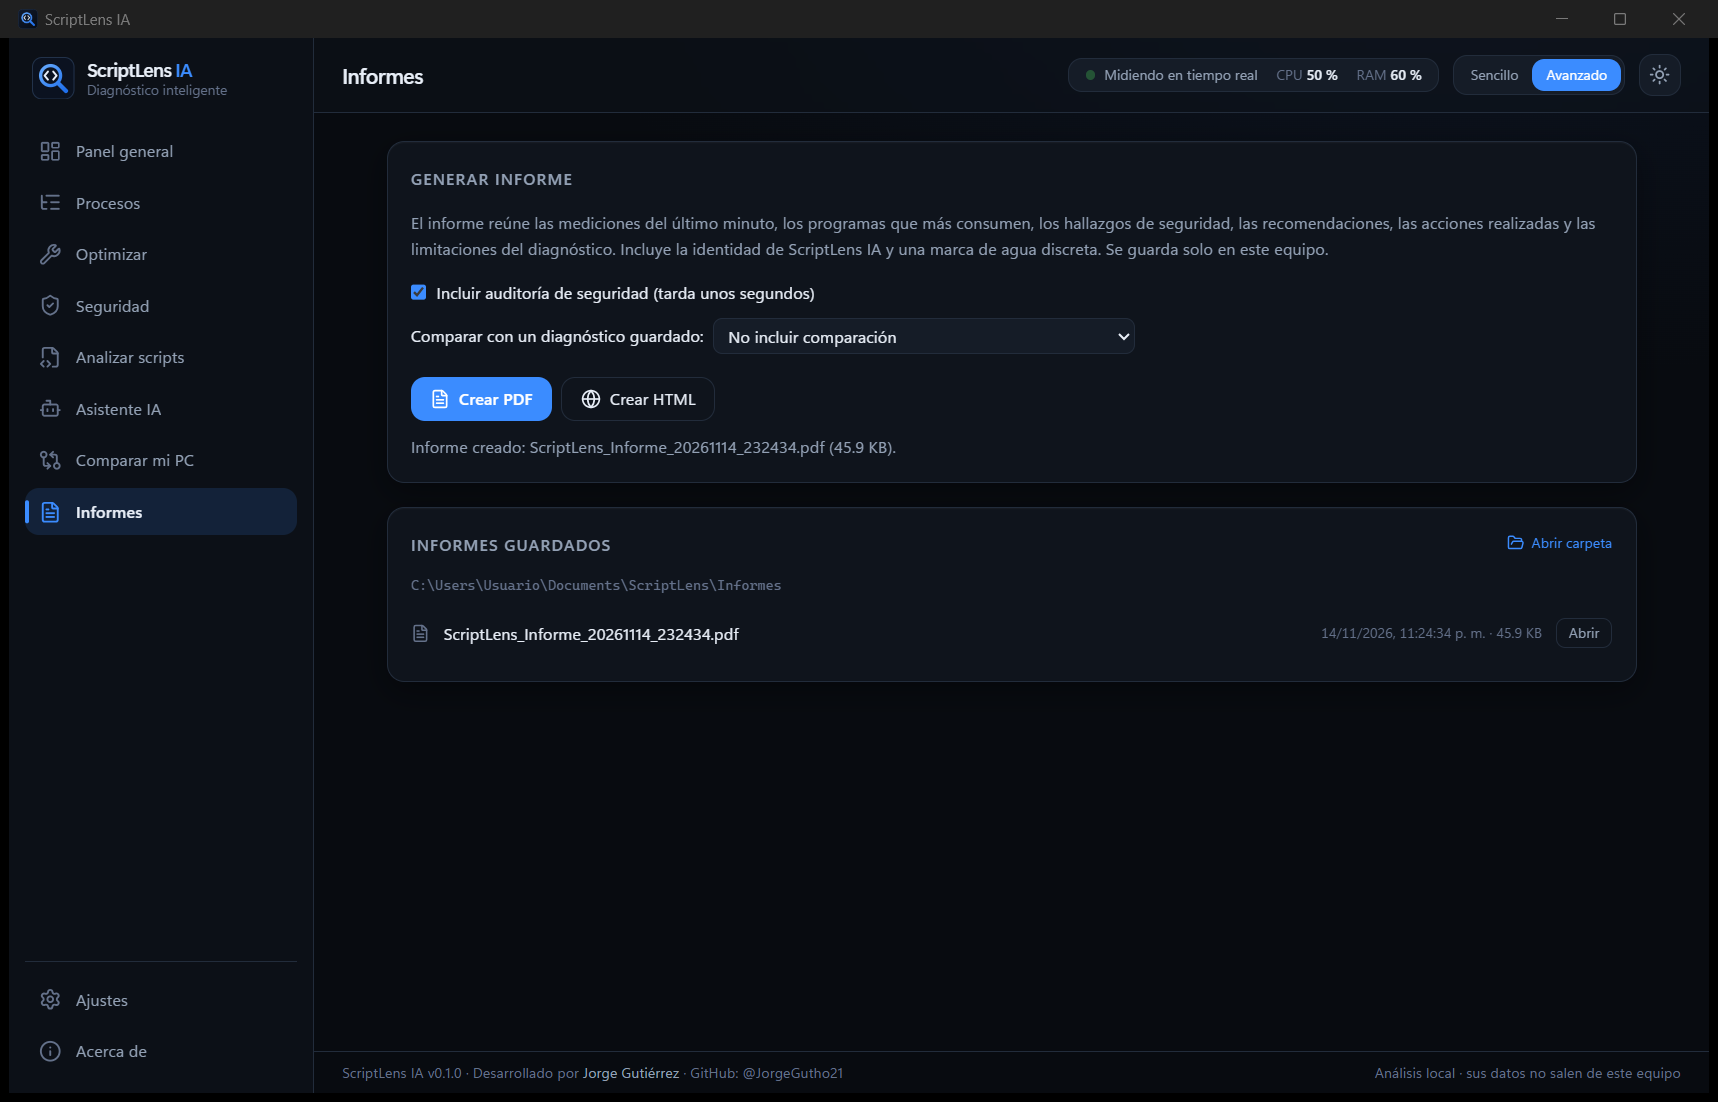 ScriptLens IA
ScriptLens IA
Diagnóstico inteligente
Panel general
Procesos
Optimizar
Seguridad
Analizar scripts
Asistente IA
Comparar mi PC
Informes
Ajustes
Acerca de
Informes
Midiendo en tiempo real CPU 50 % RAM 60 %
Sencillo Avanzado
GENERAR INFORME
El informe reúne las mediciones del último minuto, los programas que más consumen, los hallazgos de seguridad, las recomendaciones, las acciones realizadas y las
limitaciones del diagnóstico. Incluye la identidad de ScriptLens IA y una marca de agua discreta. Se guarda solo en este equipo.
Incluir auditoría de seguridad (tarda unos segundos)
Comparar con un diagnóstico guardado: No incluir comparación
Crear PDF Crear HTML
Informe creado: ScriptLens_Informe_20261114_232434.pdf (45.9 KB).
INFORMES GUARDADOS Abrir carpeta
C:\Users\Usuario\Documents\ScriptLens\Informes
ScriptLens_Informe_20261114_232434.pdf 14/11/2026, 11:24:34 p. m. · 45.9 KB Abrir
ScriptLens IA v0.1.0 · Desarrollado por Jorge Gutiérrez · GitHub: @JorgeGutho21 Análisis local · sus datos no salen de este equipo